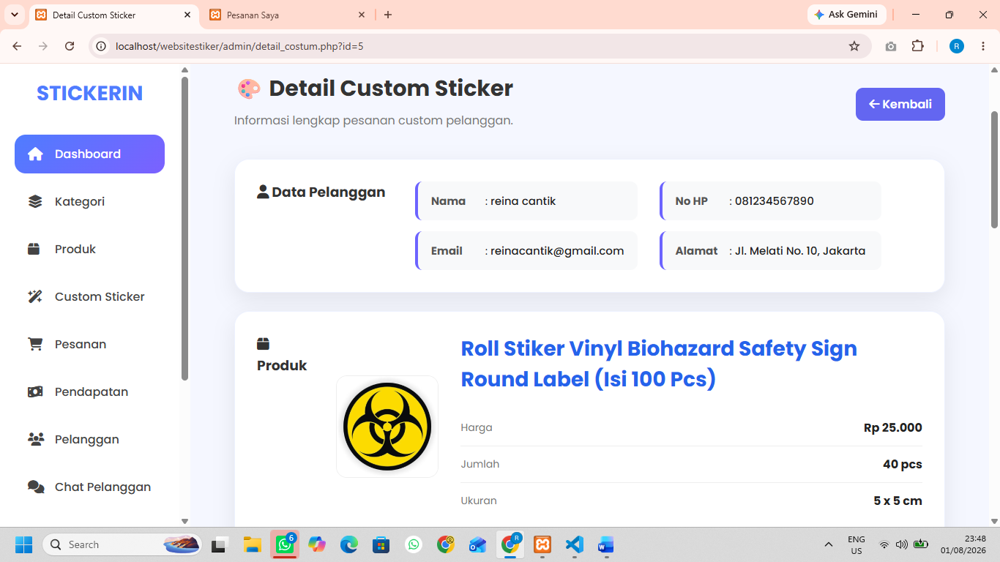 Detail Custom Sticker
Pesanan Saya
Ask Gemini
localhost/websitestiker/admin/detail_costum.php?id=5
R
STICKERIN
Dashboard
Kategori
Produk
Custom Sticker
Pesanan
Pendapatan
Pelanggan
Chat Pelanggan
Detail Custom Sticker
Informasi lengkap pesanan custom pelanggan.
Kembali
Data Pelanggan
Nama : reina cantik
No HP : 081234567890
Email : reinacantik@gmail.com
Alamat : Jl. Melati No. 10, Jakarta
Produk
Roll Stiker Vinyl Biohazard Safety Sign
Round Label (Isi 100 Pcs)
Harga Rp 25.000
Jumlah 40 pcs
Ukuran 5 x 5 cm
Search
6
R
ENG
US
23:48
01/08/2026